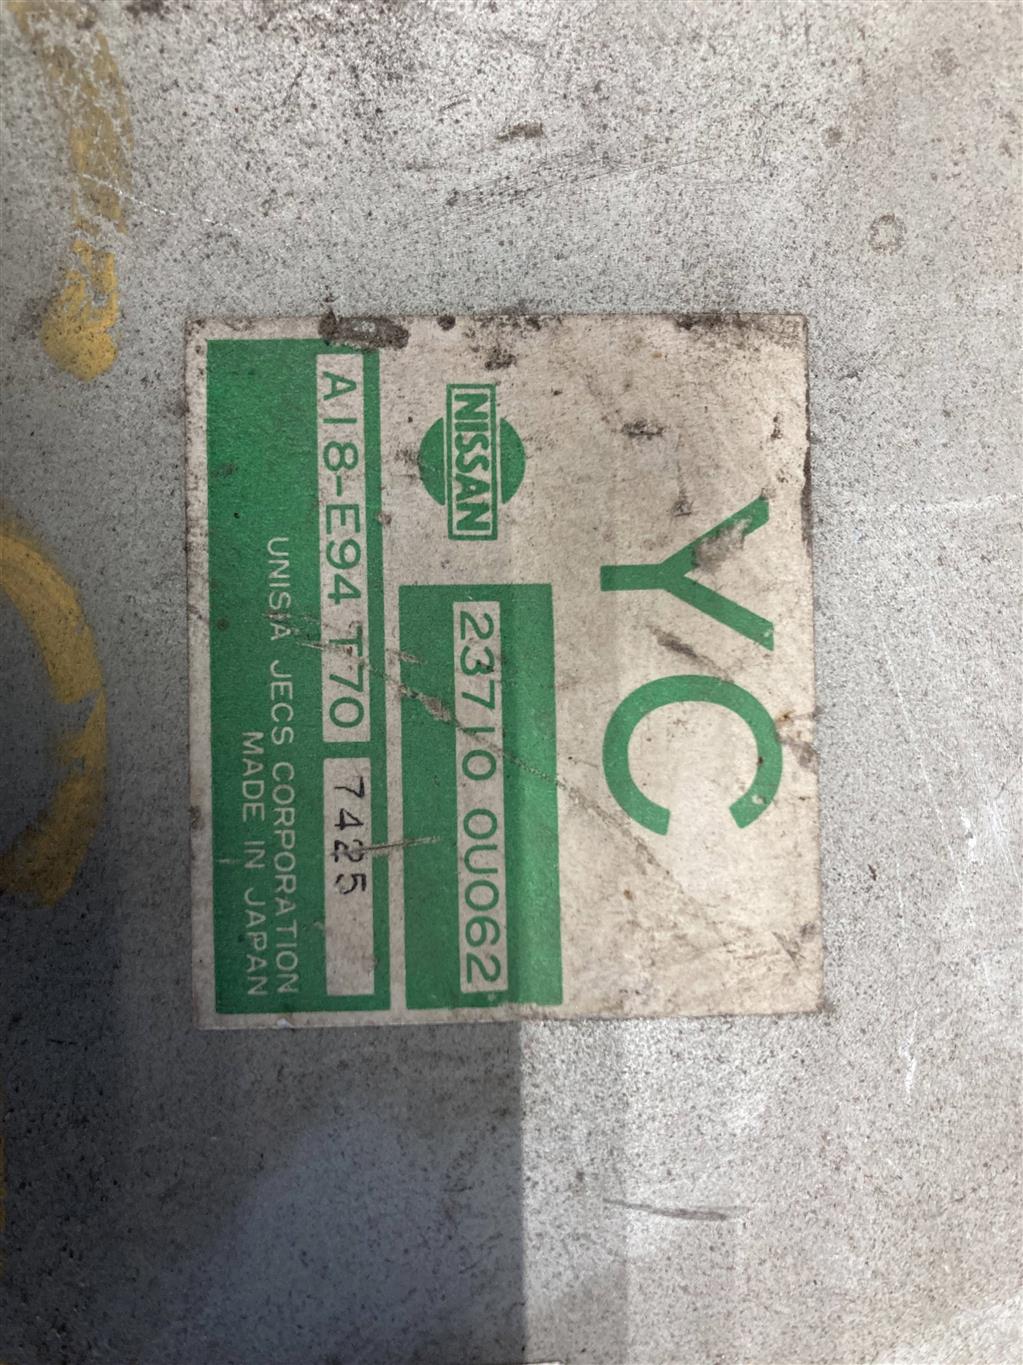 YC
NISSAN
23710 0U062
A18-E94 T70 7425
UNISIA JECS CORPORATION
MADE IN JAPAN